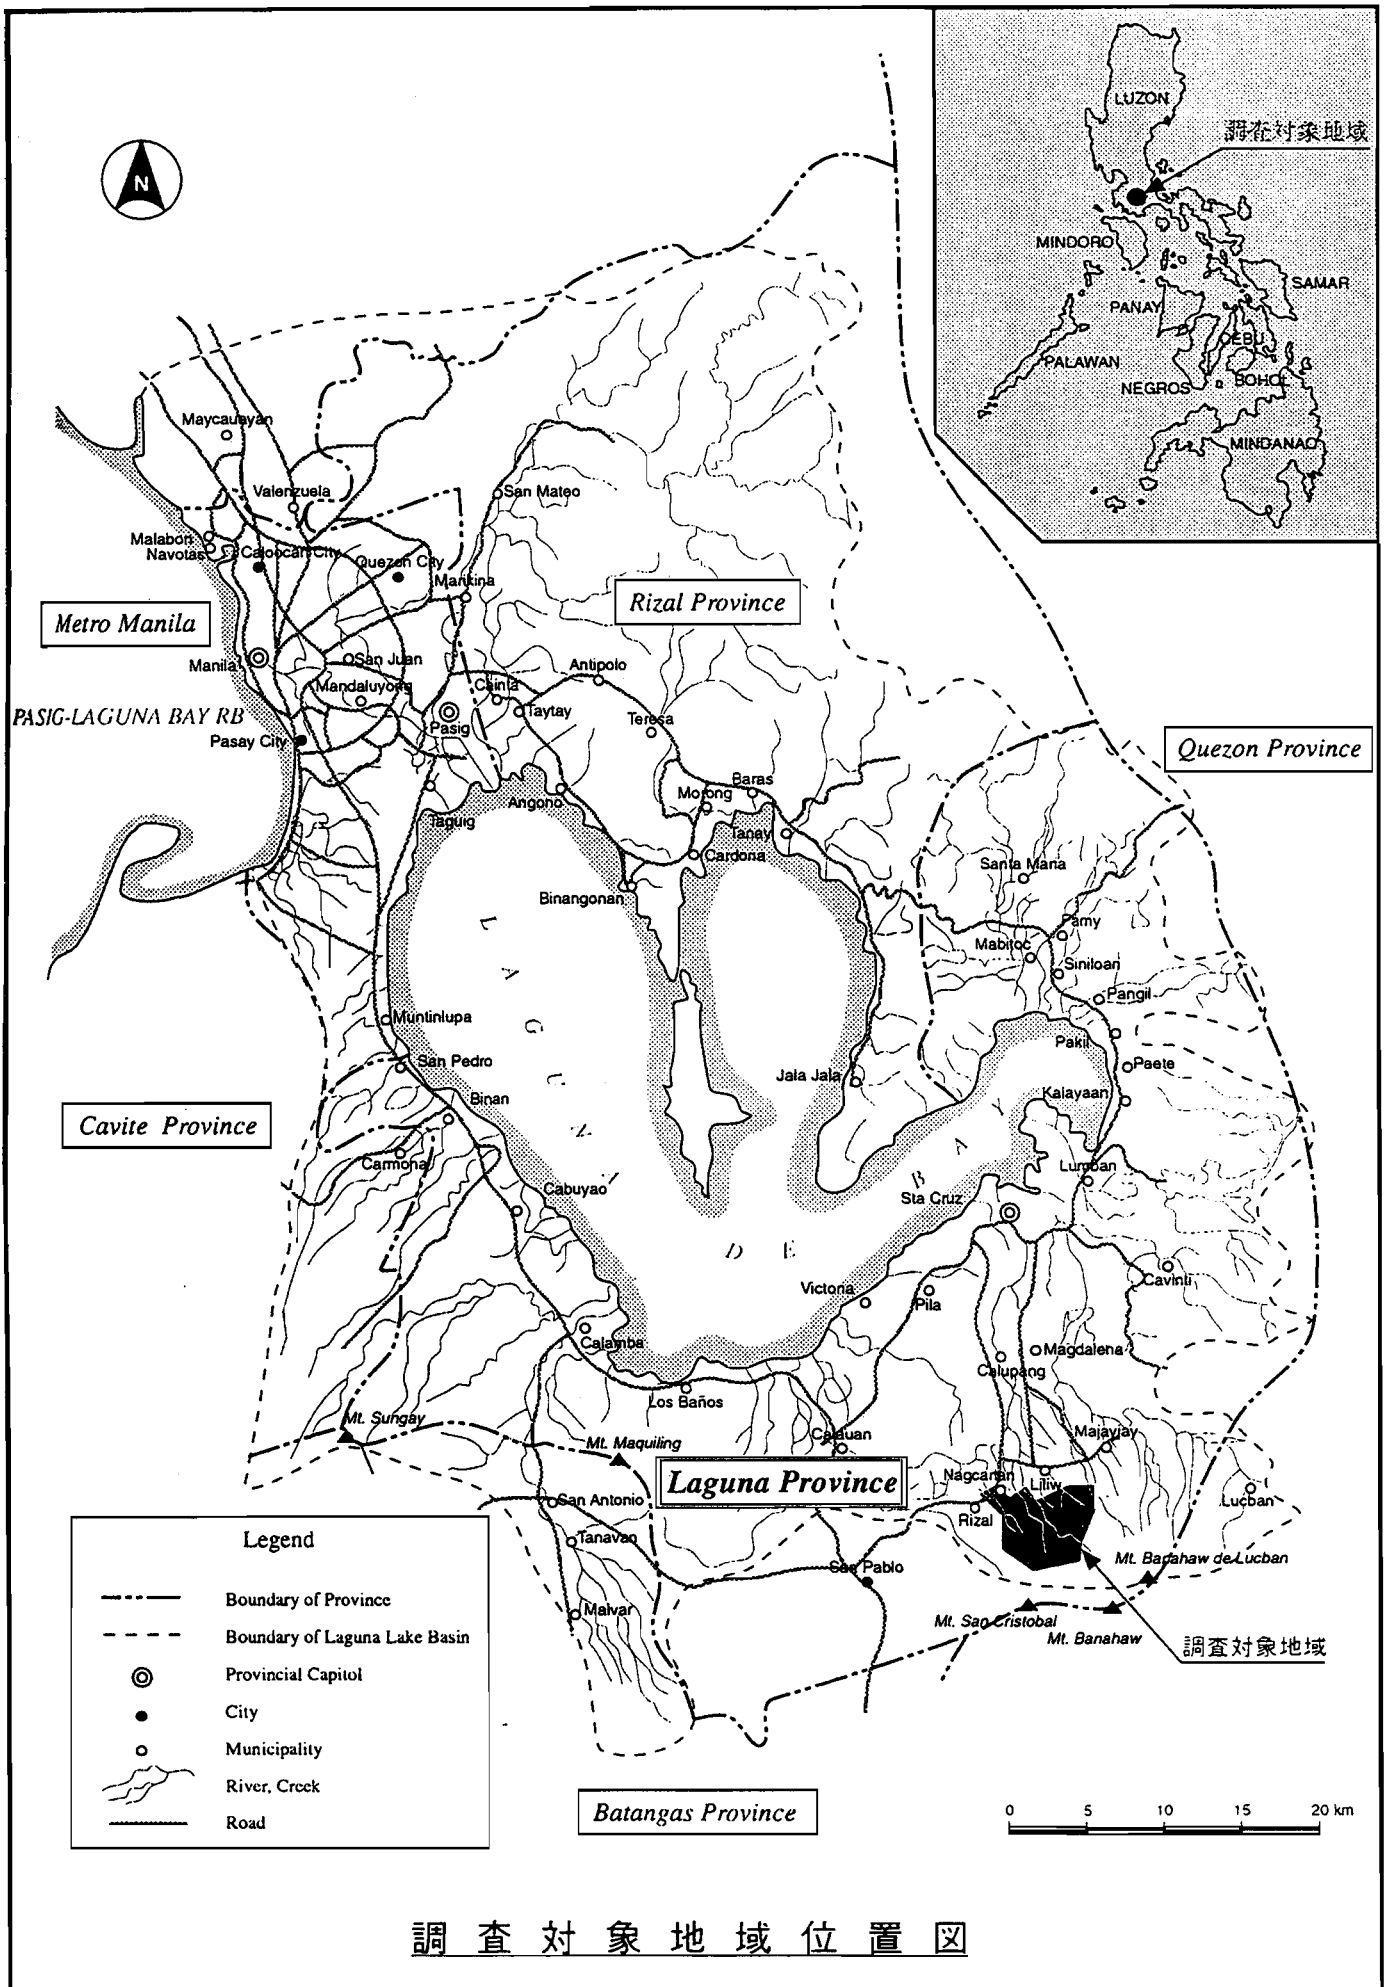 LUZON
調査対象地域
MINDORO
SAMAR
PANAY
CEBU
PALAWAN
NEGROS
BOHOL
MINDANAO
N
Maycauayan
Valenzuela
San Mateo
Malabon
Navotas
Caloocan City
Quezon City
Marikina
Rizal Province
Metro Manila
Manila
San Juan
Antipolo
Mandaluyong
Cainta
PASIG-LAGUNA BAY RB
Taytay
Pasig
Teresa
Pasay City
Quezon Province
Baras
Morong
Angono
Taguig
Tanay
Cardona
Santa Maria
Binangonan
Famy
Mabitoc
Siniloan
Pangil
Muntinlupa
Pakil
San Pedro
Paete
Jala Jala
Kalayaan
Binan
Cavite Province
Carmona
Lumban
Cabuyao
Sta Cruz
LAGUNA
DE
BAY
Cavinti
Victoria
Pila
Calamba
Magdalena
Calupang
Los Baños
Mt. Sungay
Majayjay
Calauan
Mt. Maquiling
Laguna Province
Nagcarlan
Liliw
San Antonio
Lucban
Rizal
Tanavan
Mt. Banahaw de Lucban
San Pablo
Malvar
Mt. San Cristobal
Mt. Banahaw
調査対象地域
Legend
Boundary of Province
Boundary of Laguna Lake Basin
Provincial Capitol
City
Municipality
River, Creek
Road
Batangas Province
0 5 10 15 20 km
調査対象地域位置図